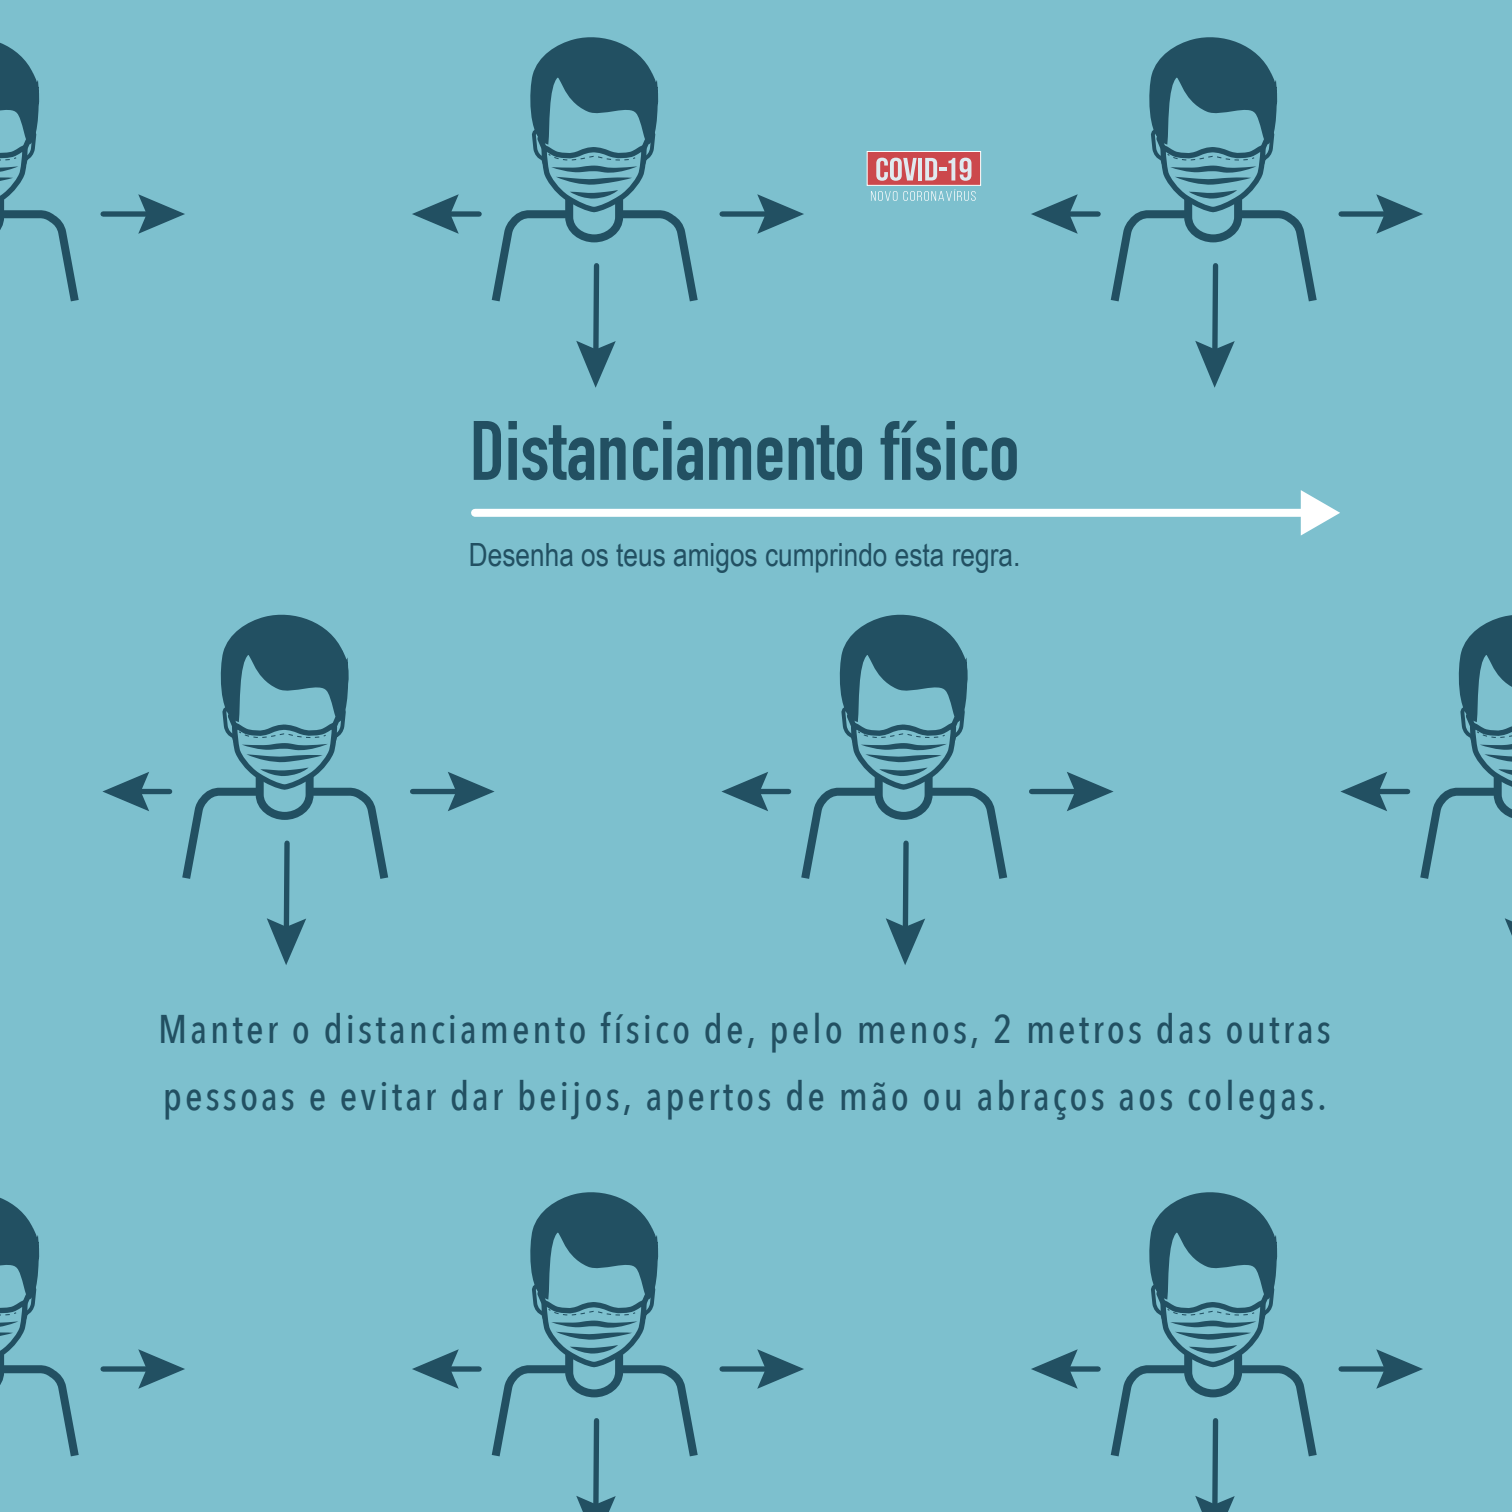 COVID-19
NOVO CORONAVÍRUS
Distanciamento físico
Desenha os teus amigos cumprindo esta regra.
Manter o distanciamento físico de, pelo menos, 2 metros das outras
pessoas e evitar dar beijos, apertos de mão ou abraços aos colegas.